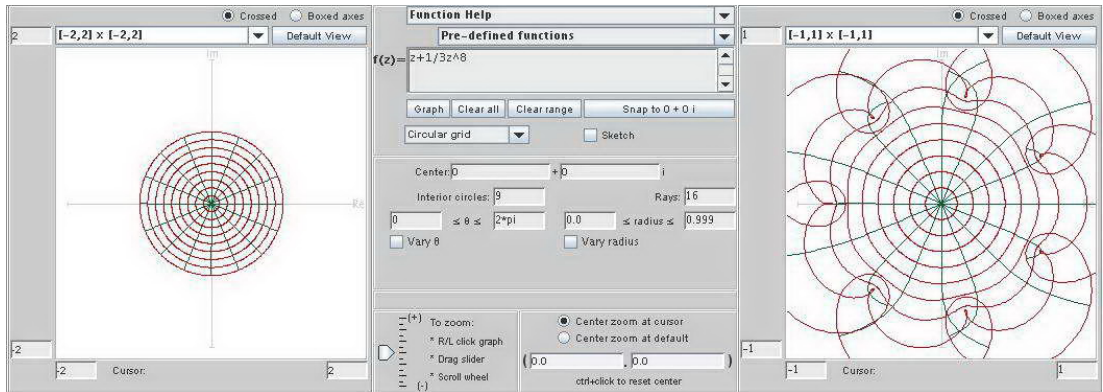 Crossed Boxed axes
2 [-2,2] x [-2,2] Default View
Im
Re
-2
-2 Cursor: 2
Function Help
Pre-defined functions
f(z)= z+1/3z^8
Graph Clear all Clear range Snap to 0 + 0 i
Circular grid Sketch
Center: 0 + 0 i
Interior circles: 9 Rays: 16
0 ≤ θ ≤ 2*pi 0.0 ≤ radius ≤ 0.999
Vary θ Vary radius
(+) To zoom:
* R/L click graph
* Drag slider
* Scroll wheel
(-)
Center zoom at cursor
Center zoom at default
( 0.0 , 0.0 )
ctrl+click to reset center
Crossed Boxed axes
1 [-1,1] x [-1,1] Default View
Im
-1
-1 Cursor: 1